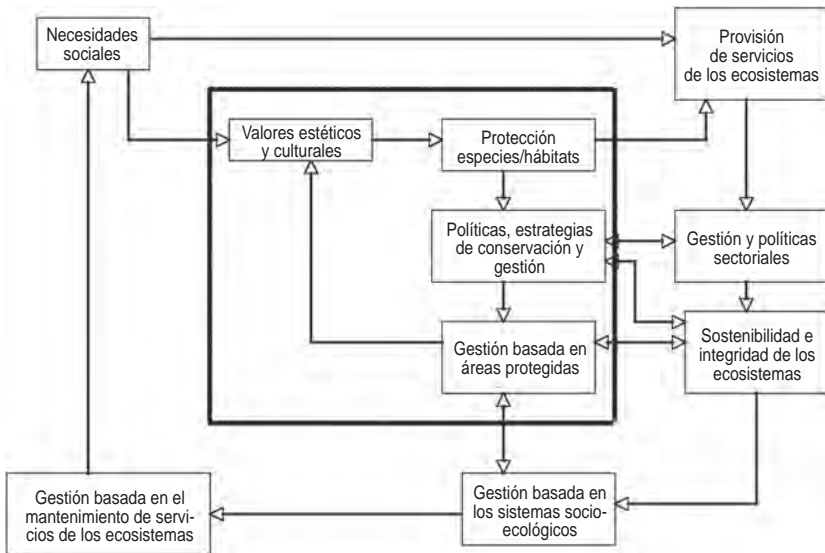 Necesidades
sociales
Provisión
de servicios
de los ecosistemas
Valores estéticos
y culturales
Protección
especies/hábitats
Políticas, estrategias
de conservación y
gestión
Gestión y políticas
sectoriales
Gestión basada en
áreas protegidas
Sostenibilidad e
integridad de los
ecosistemas
Gestión basada en el
mantenimiento de servi-
cios de los ecosistemas
Gestión basada en
los sistemas socio-
ecológicos